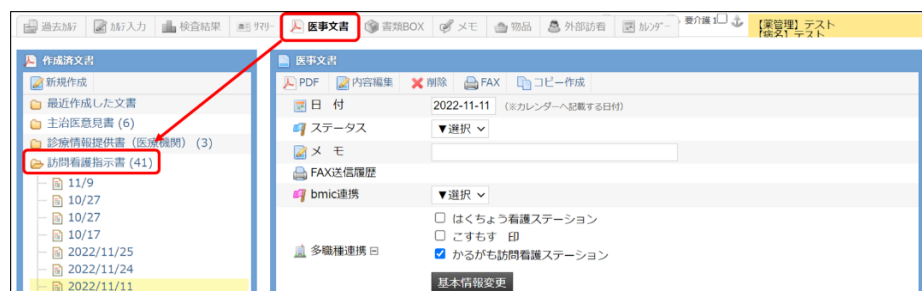 過去カルテ カルテ入力 検査結果 サマリー 医事文書 書類BOX メモ 物品 外部訪看 カレンダー 要介護1 【薬管理】テスト
【病名】テスト
作成済文書
新規作成
最近作成した文書
主治医意見書 (6)
診療情報提供書（医療機関） (3)
訪問看護指示書 (41)
11/9
10/27
10/27
10/17
2022/11/25
2022/11/24
2022/11/11
医事文書
PDF 内容編集 削除 FAX コピー作成
日　付 2022-11-11 (※カレンダーへ記載する日付)
ステータス ▼選択
メ　モ
FAX送信履歴
bmic連携 ▼選択
はくちょう看護ステーション
こすもす　印
多職種連携
かるがも訪問看護ステーション
基本情報変更